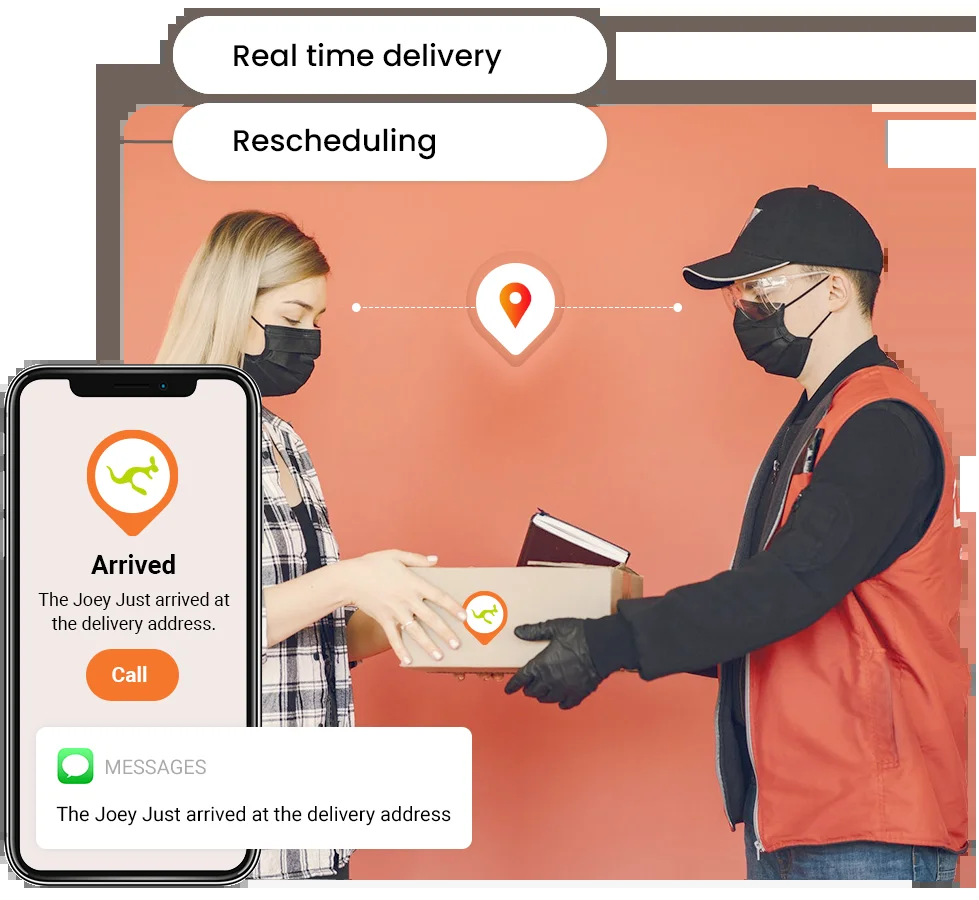 Real time delivery
Rescheduling
Arrived
The Joey Just arrived at
the delivery address.
Call
MESSAGES
The Joey Just arrived at the delivery address